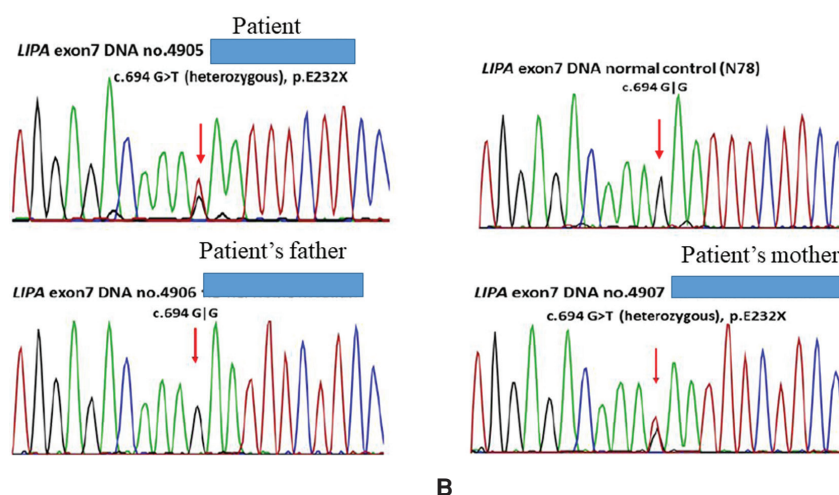 Patient
LIPA exon7 DNA no.4905
c.694 G>T (heterozygous), p.E232X
LIPA exon7 DNA normal control (N78)
c.694 G|G
Patient's father
LIPA exon7 DNA no.4906
c.694 G|G
Patient's mother
LIPA exon7 DNA no.4907
c.694 G>T (heterozygous), p.E232X
B